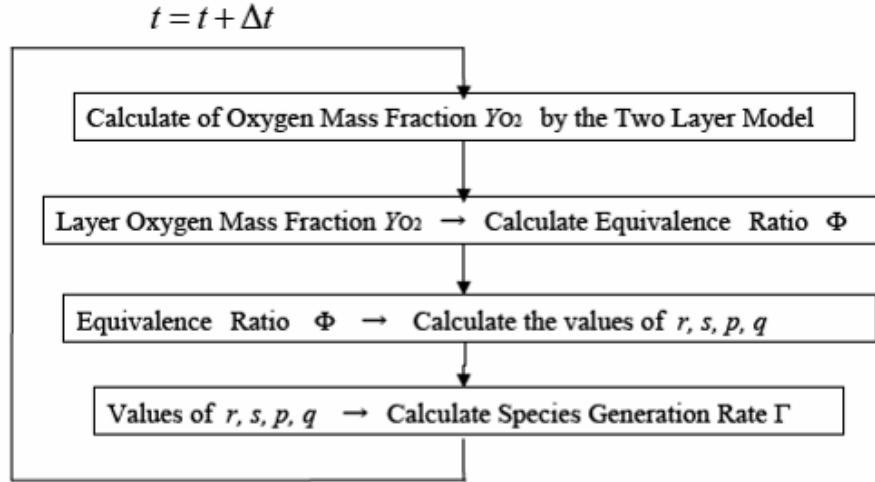 t = t + Δt
Calculate of Oxygen Mass Fraction YO2 by the Two Layer Model
Layer Oxygen Mass Fraction YO2 → Calculate Equivalence Ratio Φ
Equivalence Ratio Φ → Calculate the values of r, s, p, q
Values of r, s, p, q → Calculate Species Generation Rate Γ